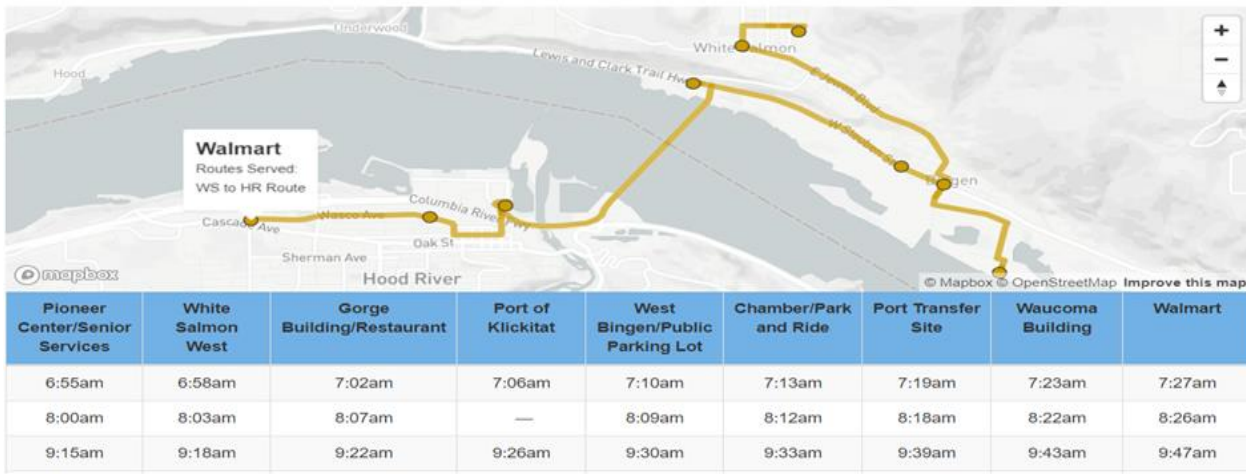 Underwood
White Salmon
Hood
Lewis and Clark Trail Hwy
E Jewett Blvd
Walmart
Routes Served:
WS to HR Route
W Steuben St
Bingen
Columbia River Hwy
Cascade Ave
Wasco Ave
Oak St
Sherman Ave
Hood River
mapbox
© Mapbox © OpenStreetMap Improve this map
Pioneer Center/Senior Services White Salmon West Gorge Building/Restaurant Port of Klickitat West Bingen/Public Parking Lot Chamber/Park and Ride Port Transfer Site Waucoma Building Walmart
6:55am 6:58am 7:02am 7:06am 7:10am 7:13am 7:19am 7:23am 7:27am
8:00am 8:03am 8:07am — 8:09am 8:12am 8:18am 8:22am 8:26am
9:15am 9:18am 9:22am 9:26am 9:30am 9:33am 9:39am 9:43am 9:47am